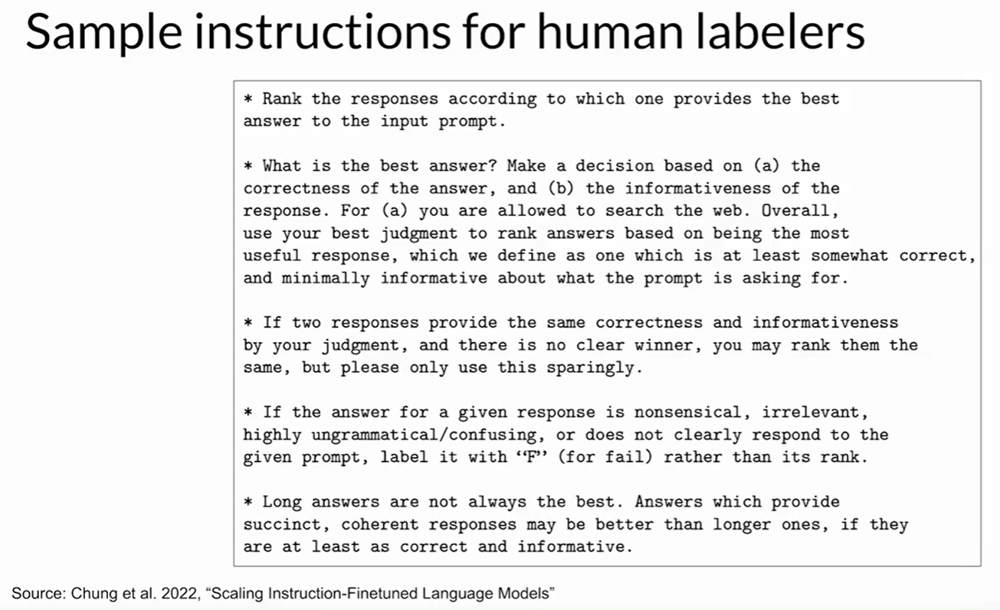 Sample instructions for human labelers
* Rank the responses according to which one provides the best
answer to the input prompt.
* What is the best answer? Make a decision based on (a) the
correctness of the answer, and (b) the informativeness of the
response. For (a) you are allowed to search the web. Overall,
use your best judgment to rank answers based on being the most
useful response, which we define as one which is at least somewhat correct,
and minimally informative about what the prompt is asking for.
* If two responses provide the same correctness and informativeness
by your judgment, and there is no clear winner, you may rank them the
same, but please only use this sparingly.
* If the answer for a given response is nonsensical, irrelevant,
highly ungrammatical/confusing, or does not clearly respond to the
given prompt, label it with “F” (for fail) rather than its rank.
* Long answers are not always the best. Answers which provide
succinct, coherent responses may be better than longer ones, if they
are at least as correct and informative.
Source: Chung et al. 2022, “Scaling Instruction-Finetuned Language Models”